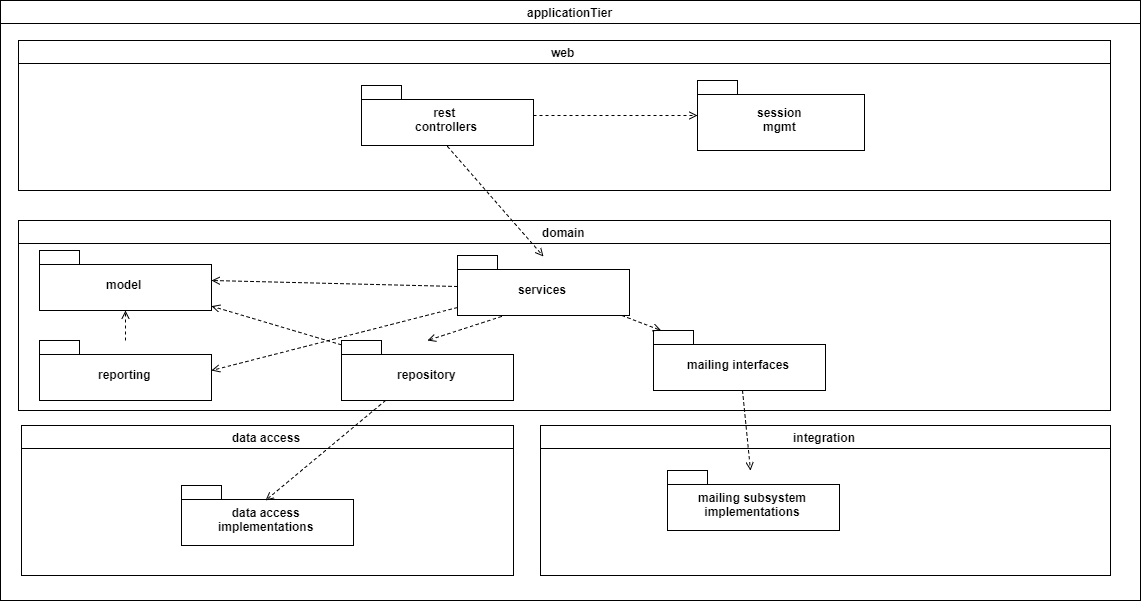 applicationTier
web
rest
controllers
session
mgmt
domain
model
services
reporting
repository
mailing interfaces
data access
integration
data access
implementations
mailing subsystem
implementations